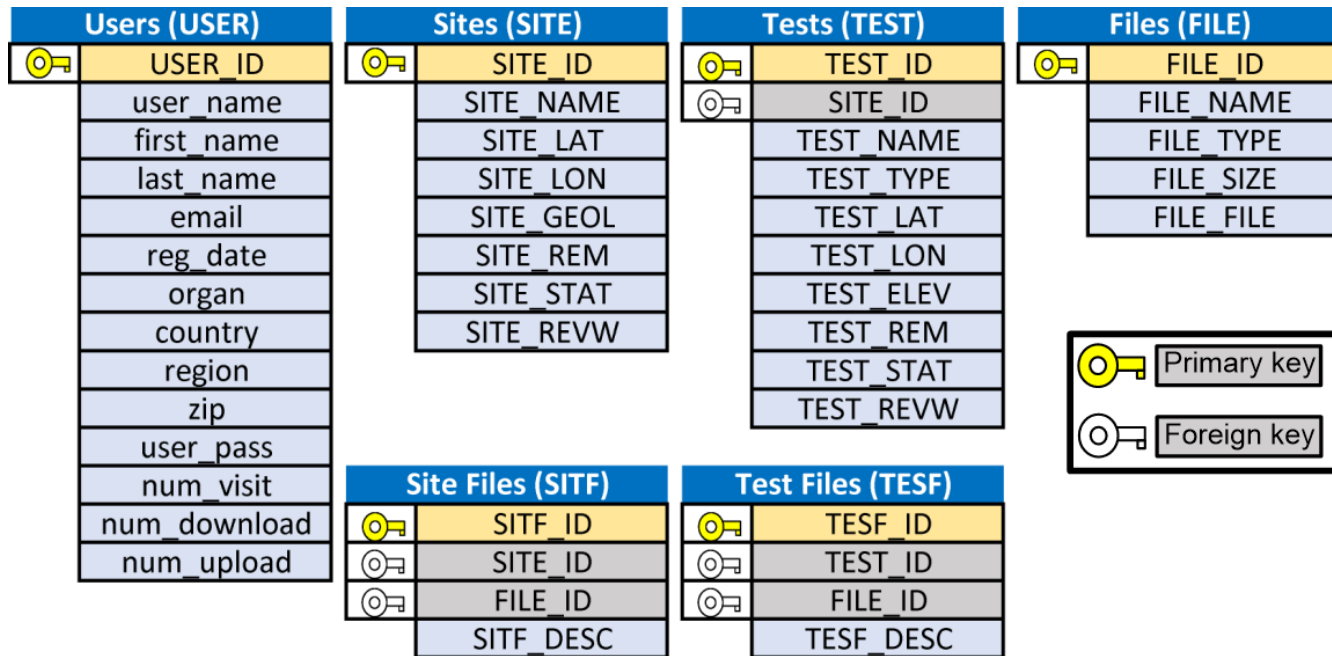 Users (USER)
USER_ID
user_name
first_name
last_name
email
reg_date
organ
country
region
zip
user_pass
num_visit
num_download
num_upload
Sites (SITE)
SITE_ID
SITE_NAME
SITE_LAT
SITE_LON
SITE_GEOL
SITE_REM
SITE_STAT
SITE_REVW
Tests (TEST)
TEST_ID
SITE_ID
TEST_NAME
TEST_TYPE
TEST_LAT
TEST_LON
TEST_ELEV
TEST_REM
TEST_STAT
TEST_REVW
Files (FILE)
FILE_ID
FILE_NAME
FILE_TYPE
FILE_SIZE
FILE_FILE
Primary key
Foreign key
Site Files (SITF)
SITF_ID
SITE_ID
FILE_ID
SITF_DESC
Test Files (TESF)
TESF_ID
TEST_ID
FILE_ID
TESF_DESC